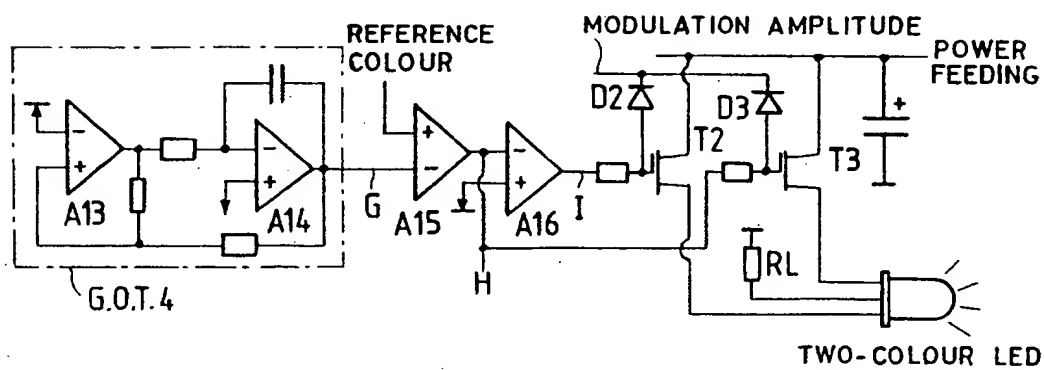 MODULATION AMPLITUDE
REFERENCE
COLOUR
POWER
FEEDING
D2
D3
T2
T3
-
+
A13
-
+
A14
G
+
-
A15
-
+
A16
I
+
H
RL
G.O.T. 4
TWO-COLOUR LED